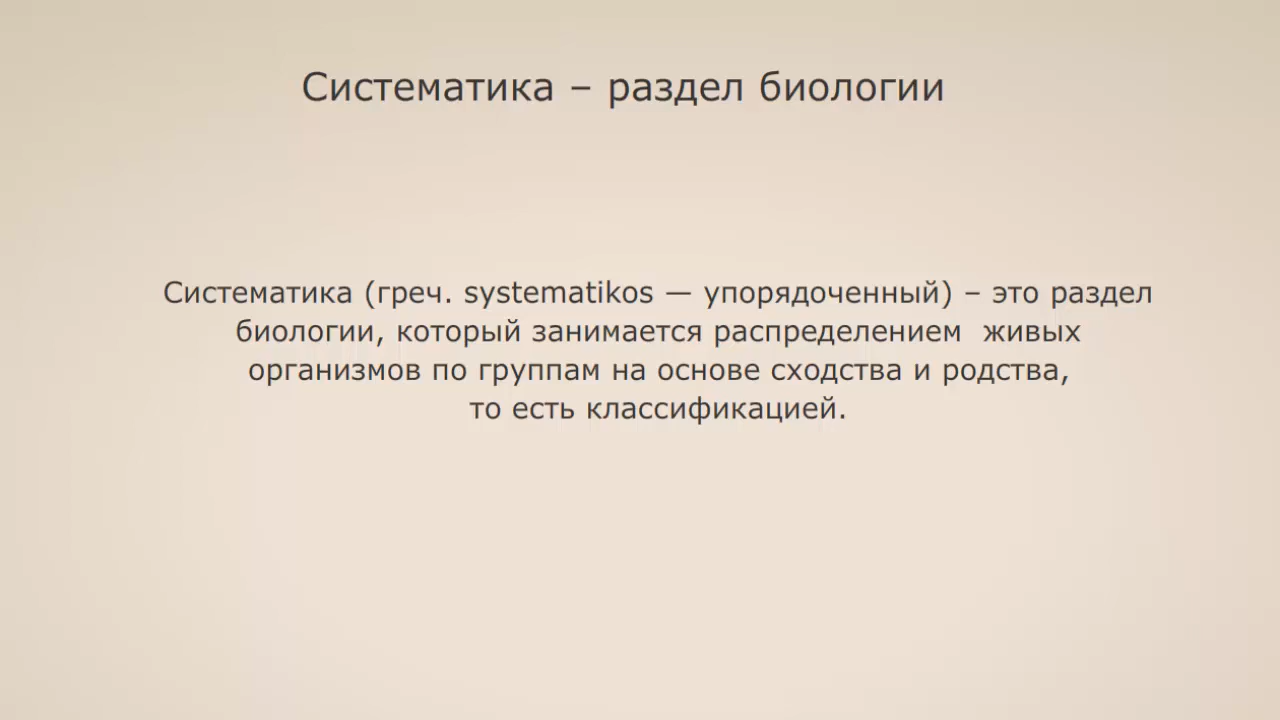 Систематика – раздел биологии
Систематика (греч. systematikos — упорядоченный) – это раздел
биологии, который занимается распределением  живых
организмов по группам на основе сходства и родства,
то есть классификацией.